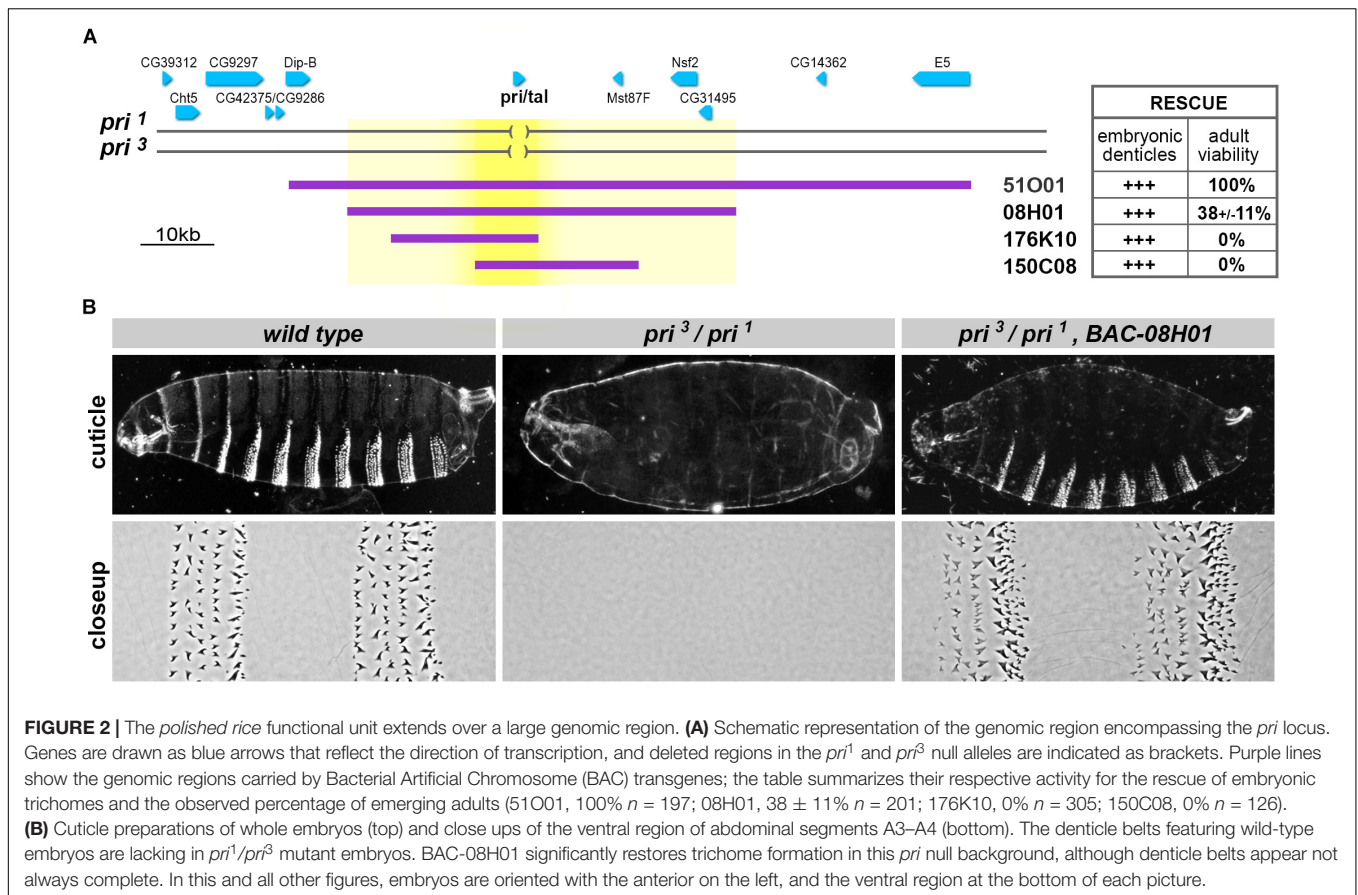 A
CG39312 CG9297 Dip-B Nsf2 CG14362 E5
Cht5 CG42375/CG9286 pri/tal Mst87F CG31495
pri 1
pri 3
10kb
51O01
08H01
176K10
150C08
RESCUE
embryonic denticles adult viability
+++ 100%
+++ 38+/-11%
+++ 0%
+++ 0%
B
wild type pri 3 / pri 1 pri 3 / pri 1 , BAC-08H01
cuticle
closeup
FIGURE 2 | The polished rice functional unit extends over a large genomic region. (A) Schematic representation of the genomic region encompassing the pri locus.
Genes are drawn as blue arrows that reflect the direction of transcription, and deleted regions in the pri1 and pri3 null alleles are indicated as brackets. Purple lines
show the genomic regions carried by Bacterial Artificial Chromosome (BAC) transgenes; the table summarizes their respective activity for the rescue of embryonic
trichomes and the observed percentage of emerging adults (51O01, 100% n = 197; 08H01, 38 ± 11% n = 201; 176K10, 0% n = 305; 150C08, 0% n = 126).
(B) Cuticle preparations of whole embryos (top) and close ups of the ventral region of abdominal segments A3–A4 (bottom). The denticle belts featuring wild-type
embryos are lacking in pri1/pri3 mutant embryos. BAC-08H01 significantly restores trichome formation in this pri null background, although denticle belts appear not
always complete. In this and all other figures, embryos are oriented with the anterior on the left, and the ventral region at the bottom of each picture.